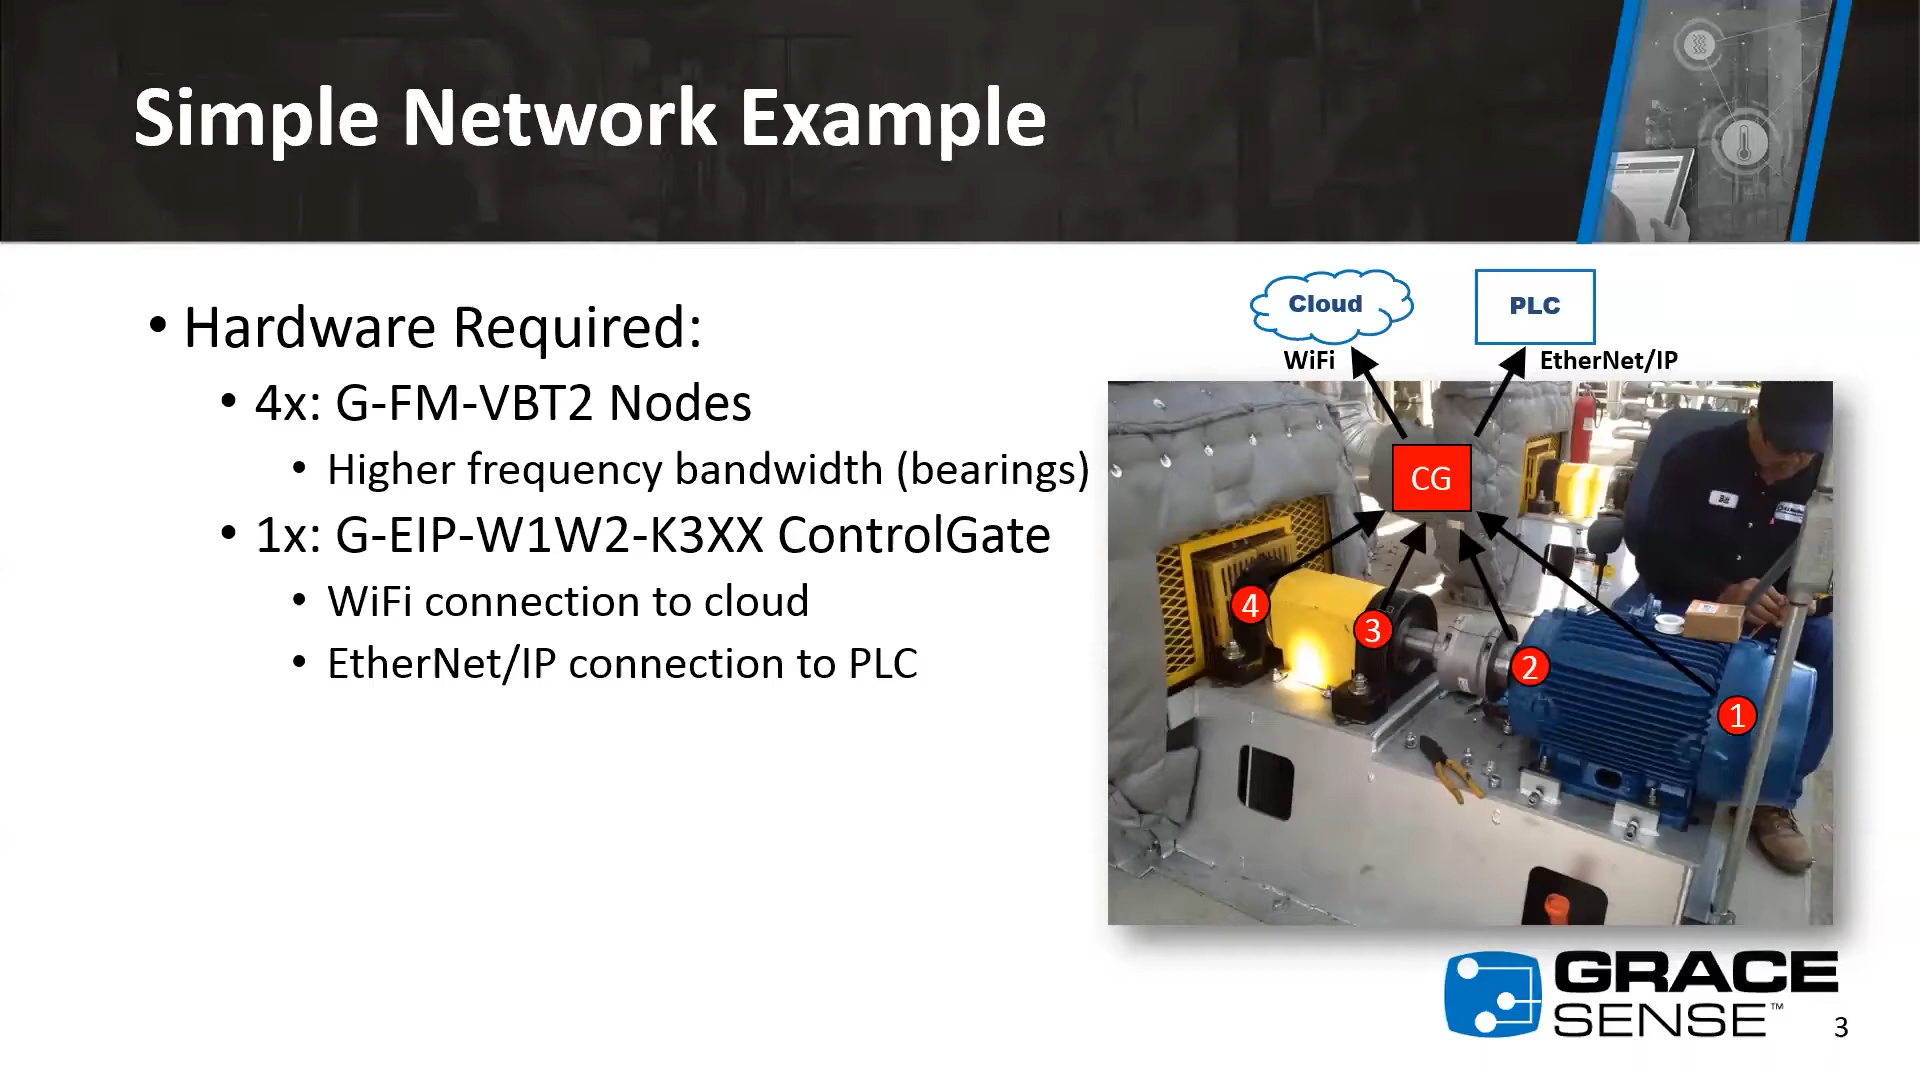 Simple Network Example
• Hardware Required:
• 4x: G-FM-VBT2 Nodes
• Higher frequency bandwidth (bearings)
• 1x: G-EIP-W1W2-K3XX ControlGate
• WiFi connection to cloud
• EtherNet/IP connection to PLC
Cloud
PLC
WiFi
EtherNet/IP
CG
4
3
2
1
Bill
GRACE
SENSE™
3